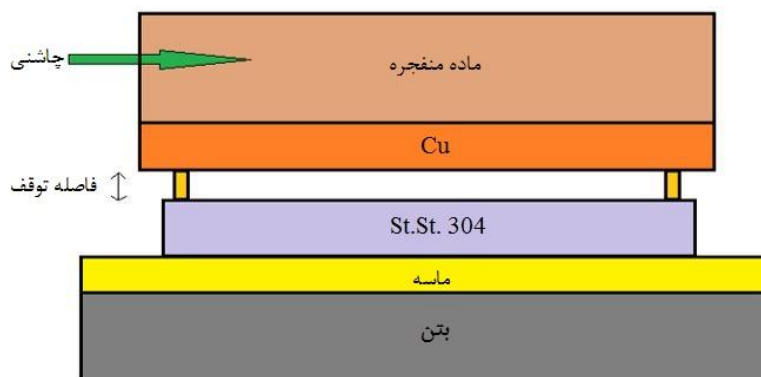 ماده منفجره
چاشنی
Cu
فاصله توقف
St.St. 304
ماسه
بتن